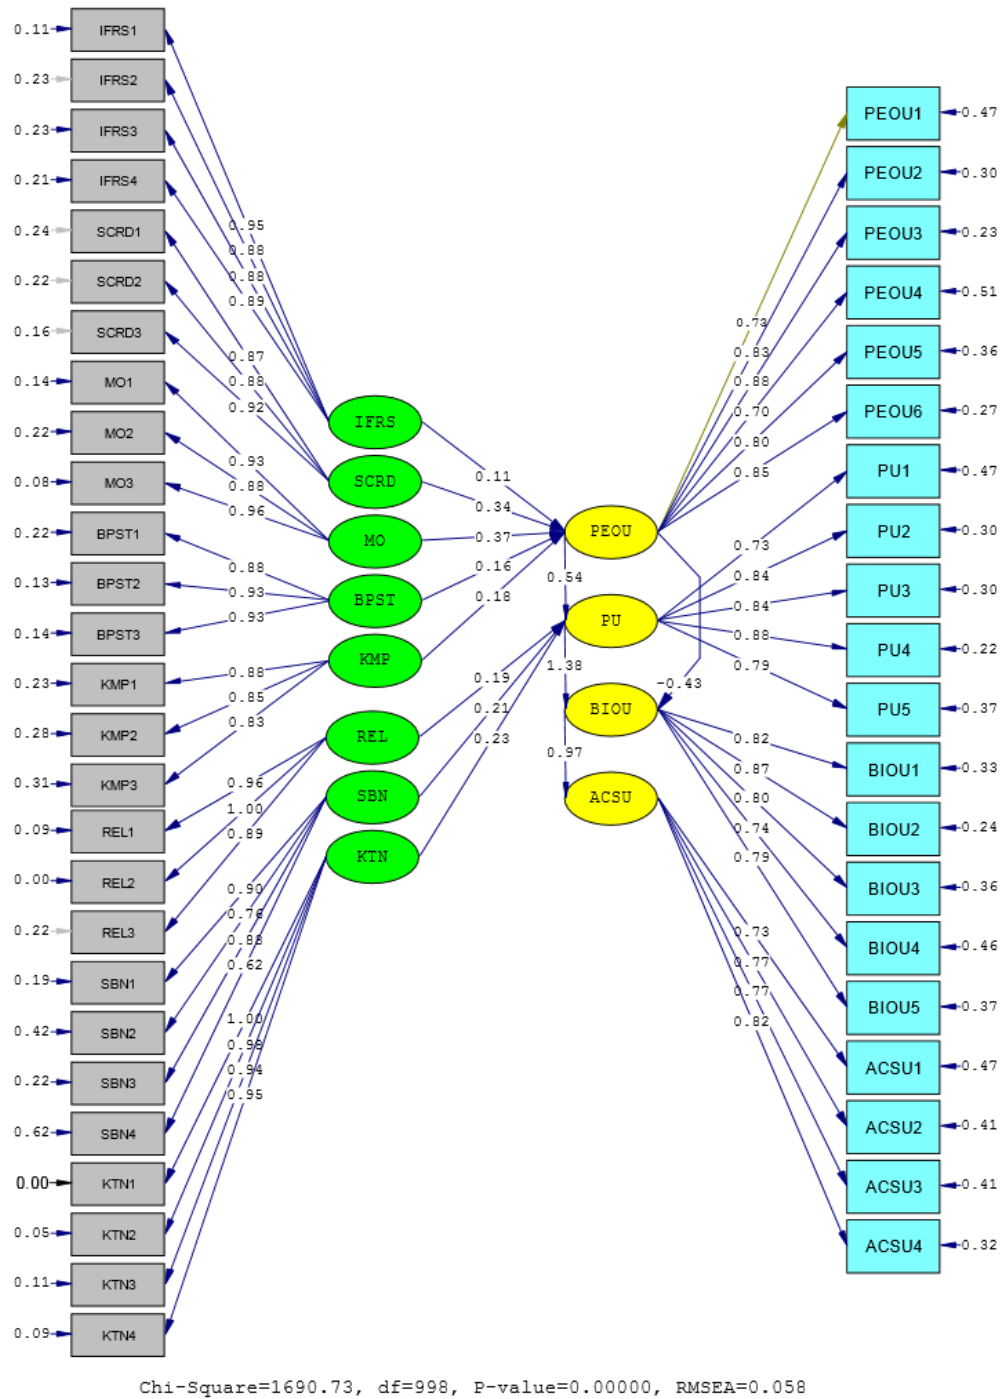 0.11 IFRS1
0.23 IFRS2
0.23 IFRS3
0.21 IFRS4
0.24 SCRD1
0.22 SCRD2
0.16 SCRD3
0.14 MO1
0.22 MO2
0.08 MO3
0.22 BPST1
0.13 BPST2
0.14 BPST3
0.23 KMP1
0.28 KMP2
0.31 KMP3
0.09 REL1
0.00 REL2
0.22 REL3
0.19 SBN1
0.42 SBN2
0.22 SBN3
0.62 SBN4
0.00 KTN1
0.05 KTN2
0.11 KTN3
0.09 KTN4
0.95
0.88
0.88
0.89
0.87
0.88
0.92
0.93
0.88
0.96
0.88
0.93
0.93
0.88
0.85
0.83
0.96
1.00
0.89
0.90
0.76
0.88
0.62
1.00
0.98
0.94
0.95
IFRS
SCRD
MO
BPST
KMP
REL
SBN
KTN
0.11
0.34
0.37
0.16
0.18
0.19
0.21
0.23
PEOU
0.54
PU
1.38
-0.43
BIOU
0.97
ACSU
0.73
0.83
0.88
0.70
0.80
0.85
0.73
0.84
0.84
0.88
0.79
0.82
0.87
0.80
0.74
0.79
0.73
0.77
0.77
0.82
PEOU1 0.47
PEOU2 0.30
PEOU3 0.23
PEOU4 0.51
PEOU5 0.36
PEOU6 0.27
PU1 0.47
PU2 0.30
PU3 0.30
PU4 0.22
PU5 0.37
BIOU1 0.33
BIOU2 0.24
BIOU3 0.36
BIOU4 0.46
BIOU5 0.37
ACSU1 0.47
ACSU2 0.41
ACSU3 0.41
ACSU4 0.32
Chi-Square=1690.73, df=998, P-value=0.00000, RMSEA=0.058